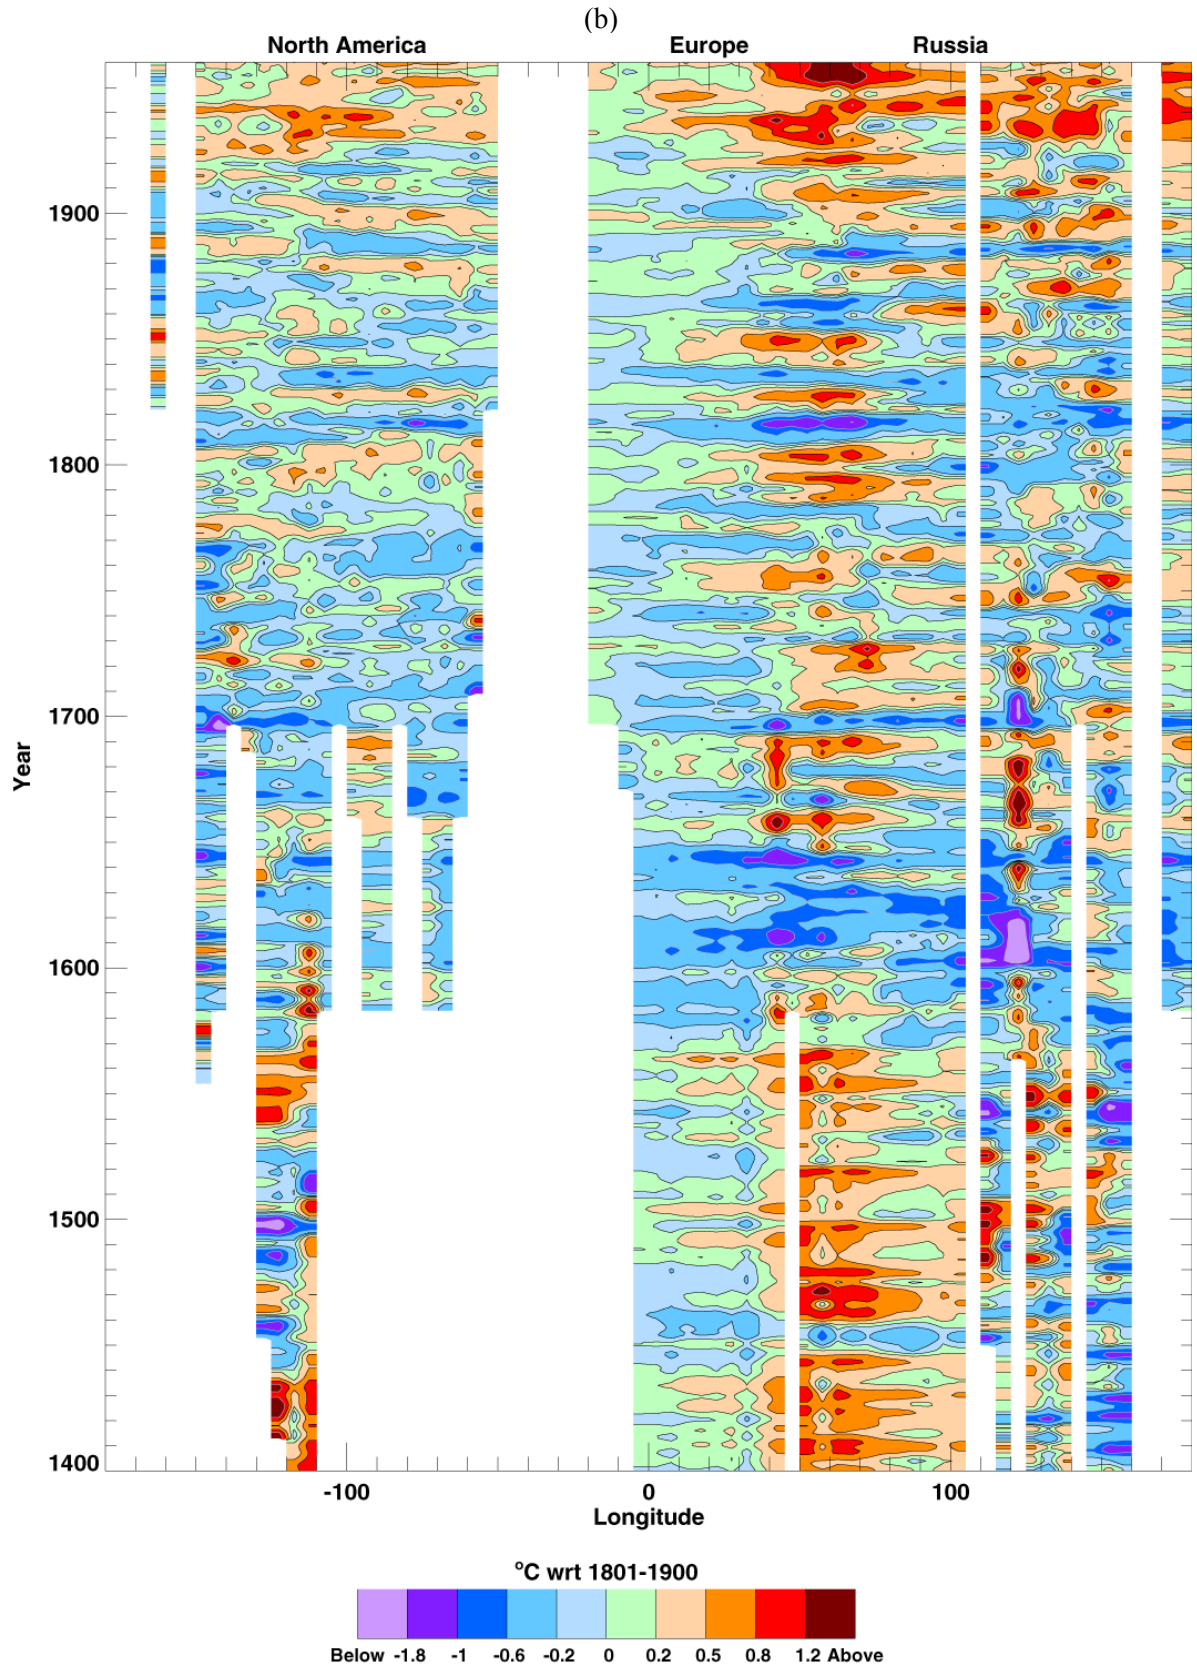 (b)
North America Europe Russia
1900
1800
1700
1600
1500
1400
Year
-100 0 100
Longitude
°C wrt 1801-1900
Below -1.8 -1 -0.6 -0.2 0 0.2 0.5 0.8 1.2 Above